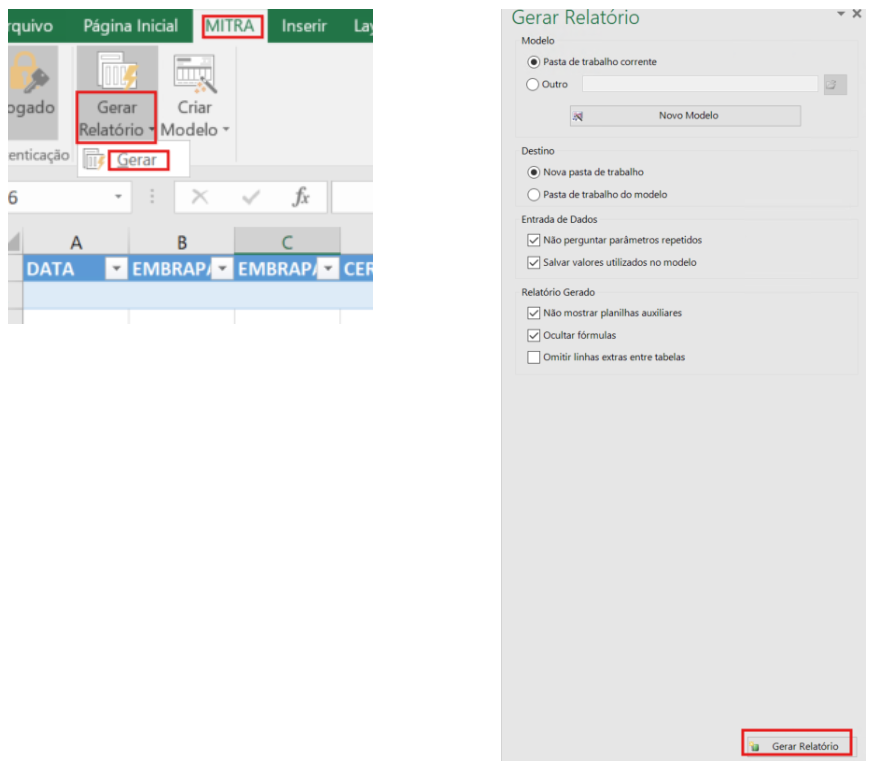 rquivo Página Inicial MITRA Inserir Lay
ogado Gerar Relatório Criar Modelo
enticação Gerar
6 fx
A B C
DATA EMBRAPA EMBRAPA CER
Gerar Relatório
Modelo
Pasta de trabalho corrente
Outro
Novo Modelo
Destino
Nova pasta de trabalho
Pasta de trabalho do modelo
Entrada de Dados
Não perguntar parâmetros repetidos
Salvar valores utilizados no modelo
Relatório Gerado
Não mostrar planilhas auxiliares
Ocultar fórmulas
Omitir linhas extras entre tabelas
Gerar Relatório